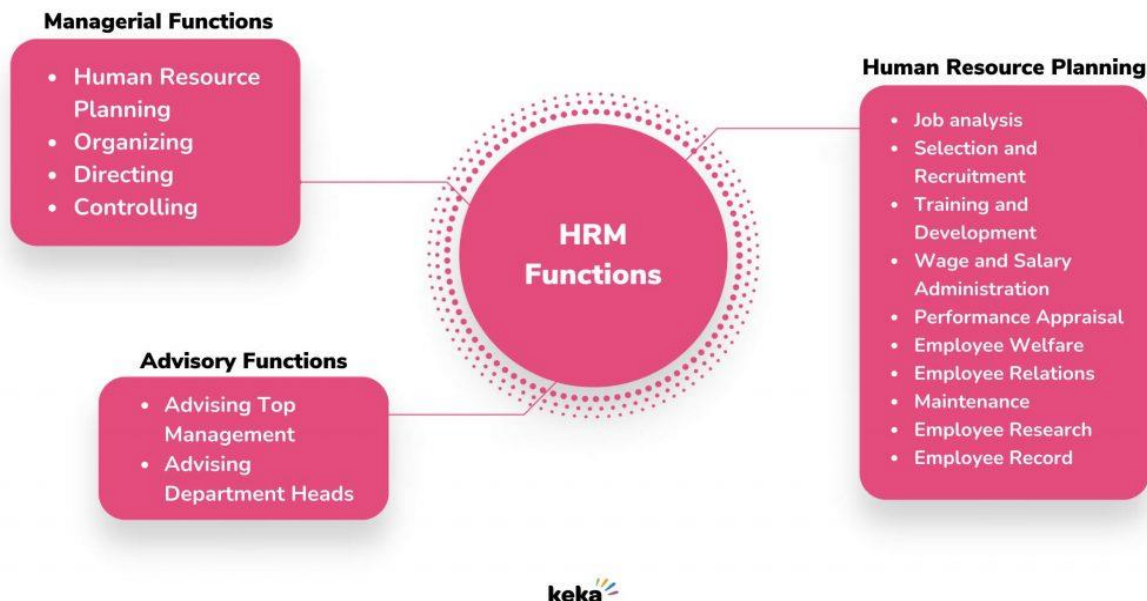 Managerial Functions
• Human Resource
Planning
• Organizing
• Directing
• Controlling
HRM
Functions
Human Resource Planning
• Job analysis
• Selection and
Recruitment
• Training and
Development
• Wage and Salary
Administration
• Performance Appraisal
• Employee Welfare
• Employee Relations
• Maintenance
• Employee Research
• Employee Record
Advisory Functions
• Advising Top
Management
• Advising
Department Heads
keka